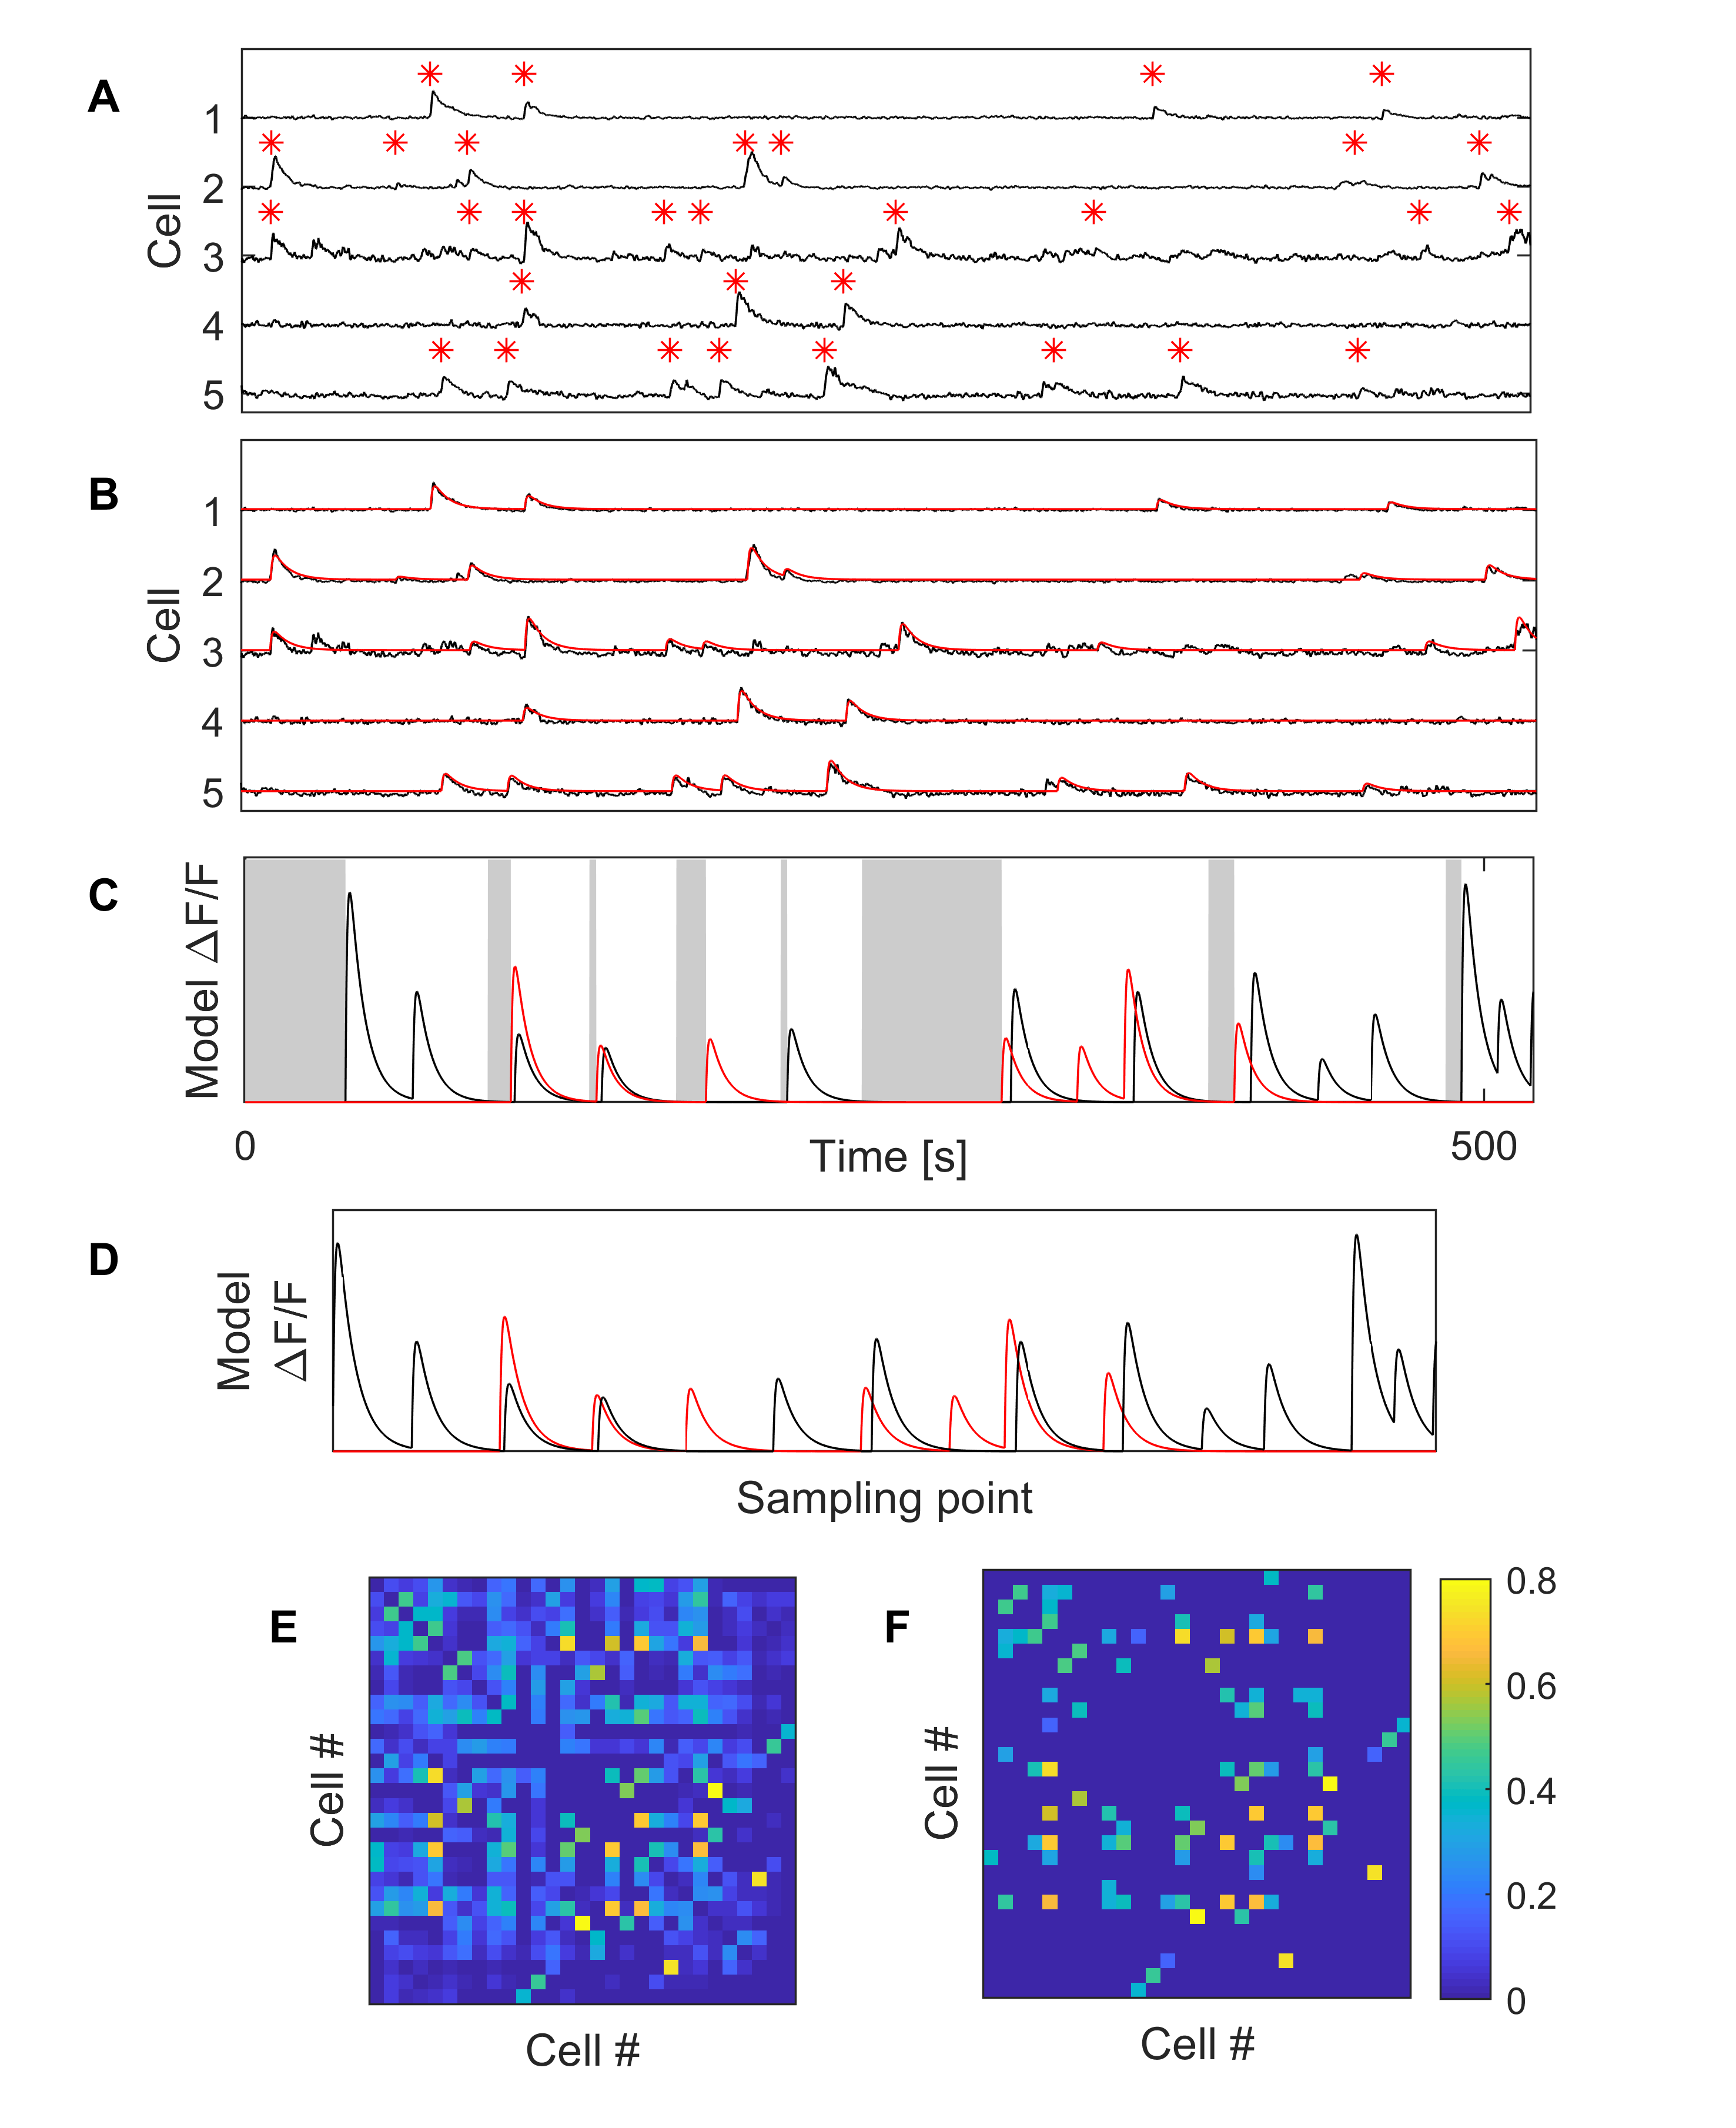 A
Cell
1
2
3
4
5
B
Cell
1
2
3
4
5
C
Model ΔF/F
0
500
Time [s]
D
Model
ΔF/F
Sampling point
E
Cell #
Cell #
F
Cell #
Cell #
0.8
0.6
0.4
0.2
0